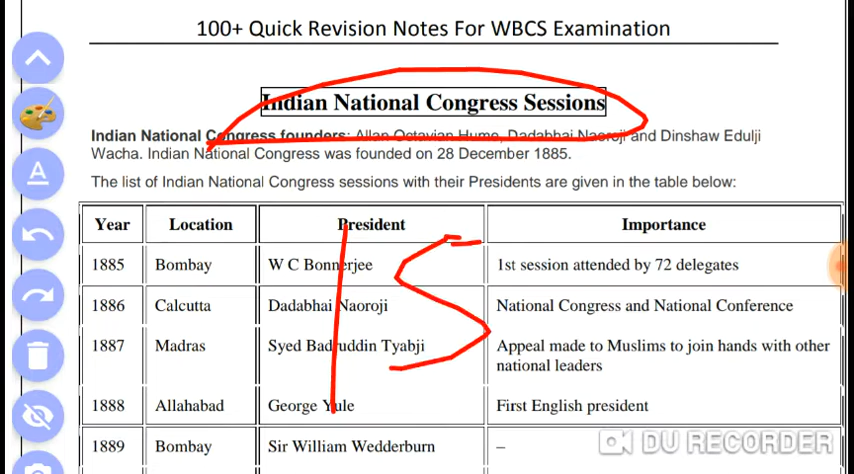 100+ Quick Revision Notes For WBCS Examination
Indian National Congress Sessions
Indian National Congress founders: Allan Octavian Hume, Dadabhai Naoroji and Dinshaw Edulji
Wacha. Indian National Congress was founded on 28 December 1885.
The list of Indian National Congress sessions with their Presidents are given in the table below:
Year Location President Importance
1885 Bombay W C Bonnerjee 1st session attended by 72 delegates
1886 Calcutta Dadabhai Naoroji National Congress and National Conference
1887 Madras Syed Badruddin Tyabji Appeal made to Muslims to join hands with other
national leaders
1888 Allahabad George Yule First English president
1889 Bombay Sir William Wedderburn –
15
A
DU RECORDER